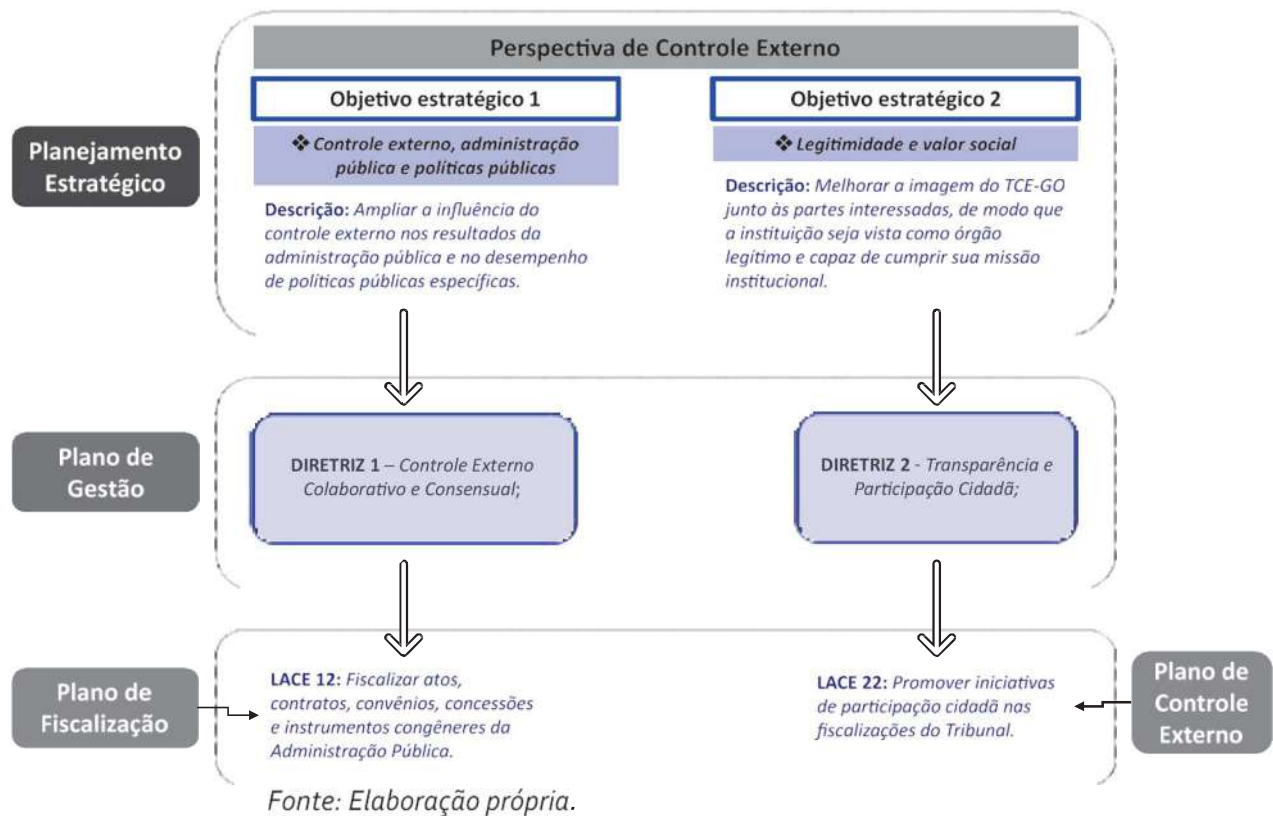 Perspectiva de Controle Externo
Objetivo estratégico 1
❖ Controle externo, administração
pública e políticas públicas
Descrição: Ampliar a influência do
controle externo nos resultados da
administração pública e no desempenho
de políticas públicas específicas.
Objetivo estratégico 2
❖ Legitimidade e valor social
Descrição: Melhorar a imagem do TCE-GO
junto às partes interessadas, de modo que
a instituição seja vista como órgão
legítimo e capaz de cumprir sua missão
institucional.
Planejamento
Estratégico
Plano de
Gestão
DIRETRIZ 1 – Controle Externo
Colaborativo e Consensual;
DIRETRIZ 2 - Transparência e
Participação Cidadã;
Plano de
Fiscalização
LACE 12: Fiscalizar atos,
contratos, convênios, concessões
e instrumentos congêneres da
Administração Pública.
LACE 22: Promover iniciativas
de participação cidadã nas
fiscalizações do Tribunal.
Plano de
Controle
Externo
Fonte: Elaboração própria.